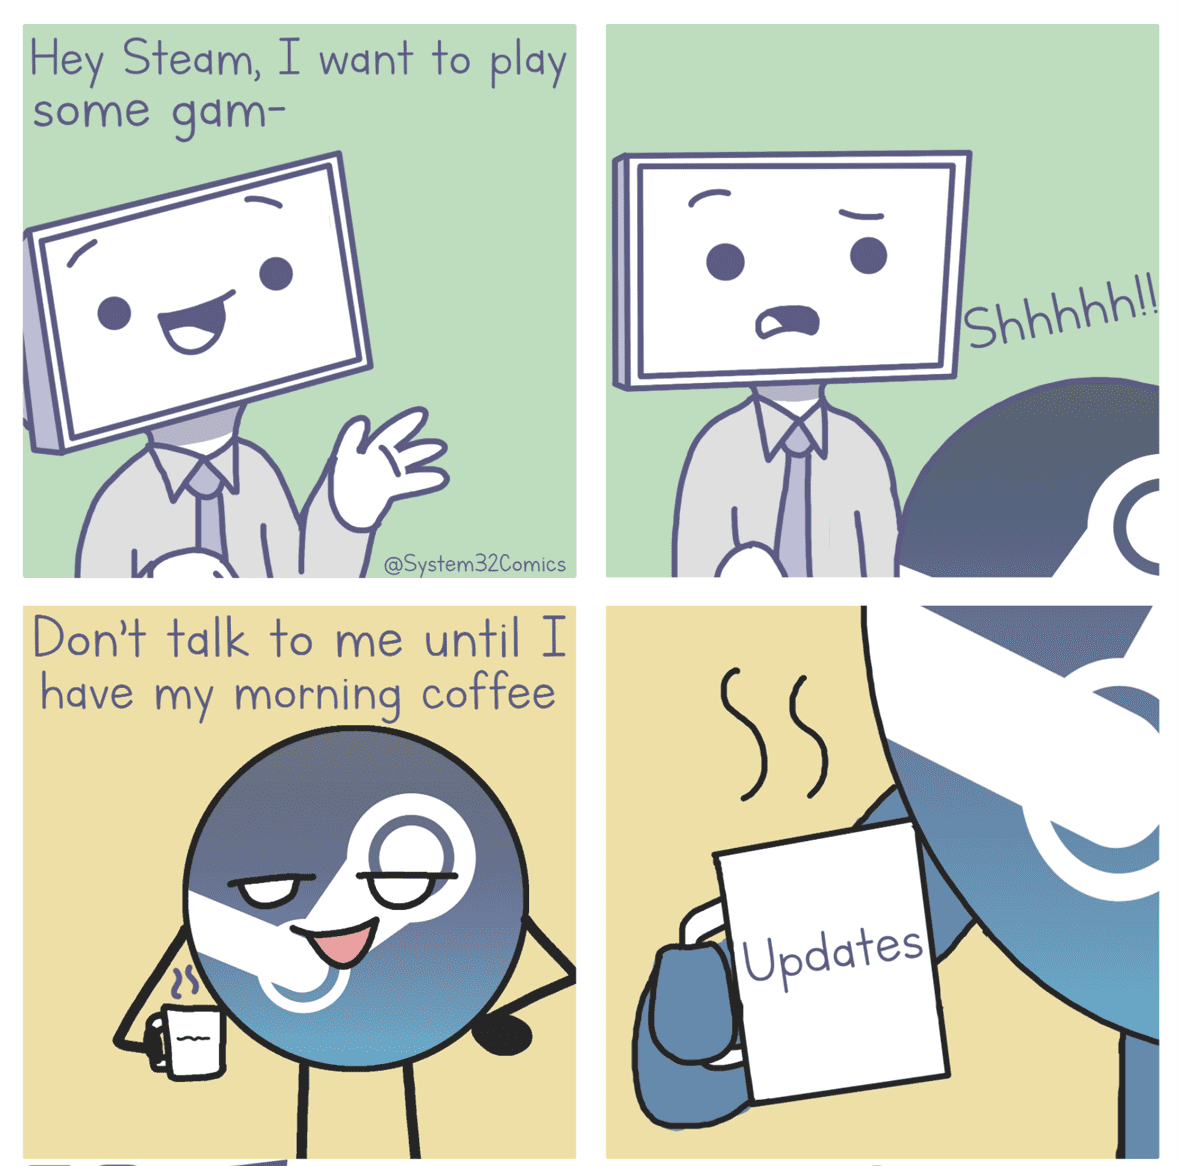 Hey Steam, I want to play
some gam-
@System32Comics
Shhhhh!!
Don't talk to me until I
have my morning coffee
Updates